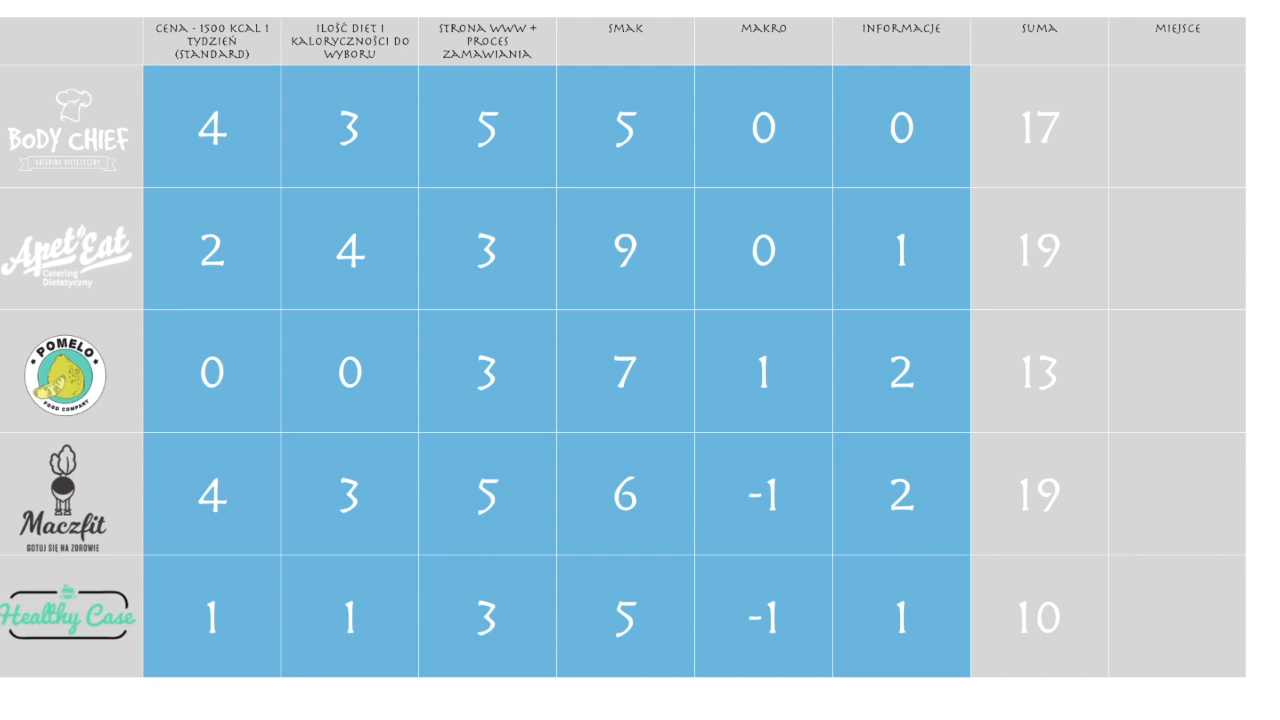 CENA - 1500 KCAL 1 TYDZIEŃ (STANDARD) ILOŚĆ DIET I KALORYCZNOŚCI DO WYBORU STRONA WWW + PROCES ZAMAWIANIA SMAK MAKRO INFORMACJE SUMA MIEJSCE
BODY CHIEF
CATERING DIETETYCZNY
4 3 5 5 0 0 17
Apet'Eat
Catering
Dietetyczny
2 4 3 9 0 1 19
POMELO
FOOD COMPANY
0 0 3 7 1 2 13
Maczfit
GOTUJ SIĘ NA ZDROWIE
4 3 5 6 -1 2 19
Healthy Case
1 1 3 5 -1 1 10